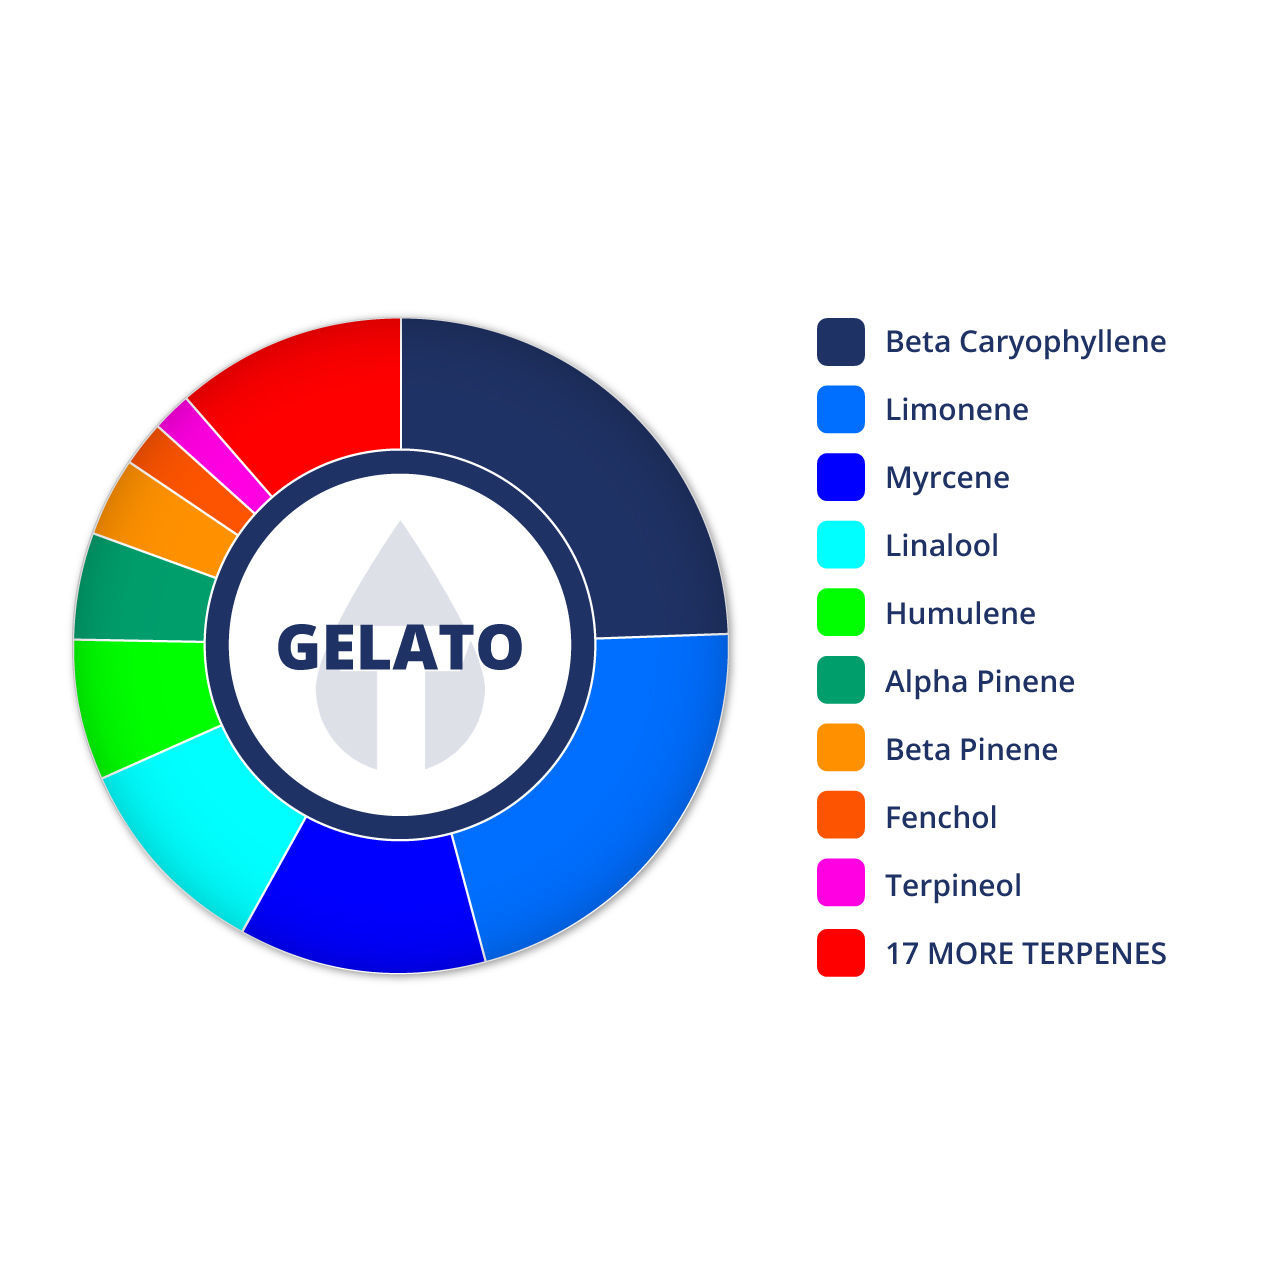 GELATO
Beta Caryophyllene
Limonene
Myrcene
Linalool
Humulene
Alpha Pinene
Beta Pinene
Fenchol
Terpineol
17 MORE TERPENES